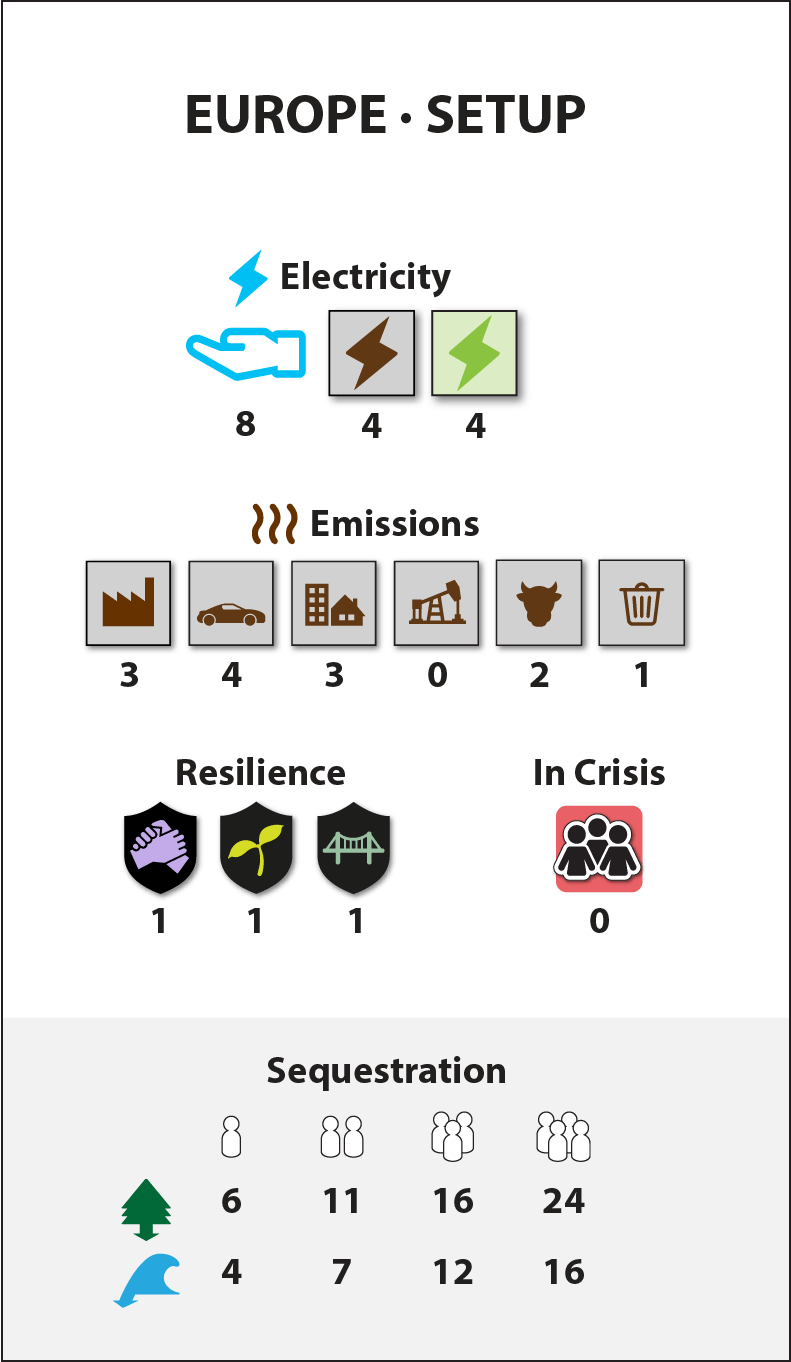 EUROPE • SETUP
Electricity
8 4 4
Emissions
3 4 3 0 2 1
Resilience In Crisis
1 1 1 0
Sequestration
6 11 16 24
4 7 12 16